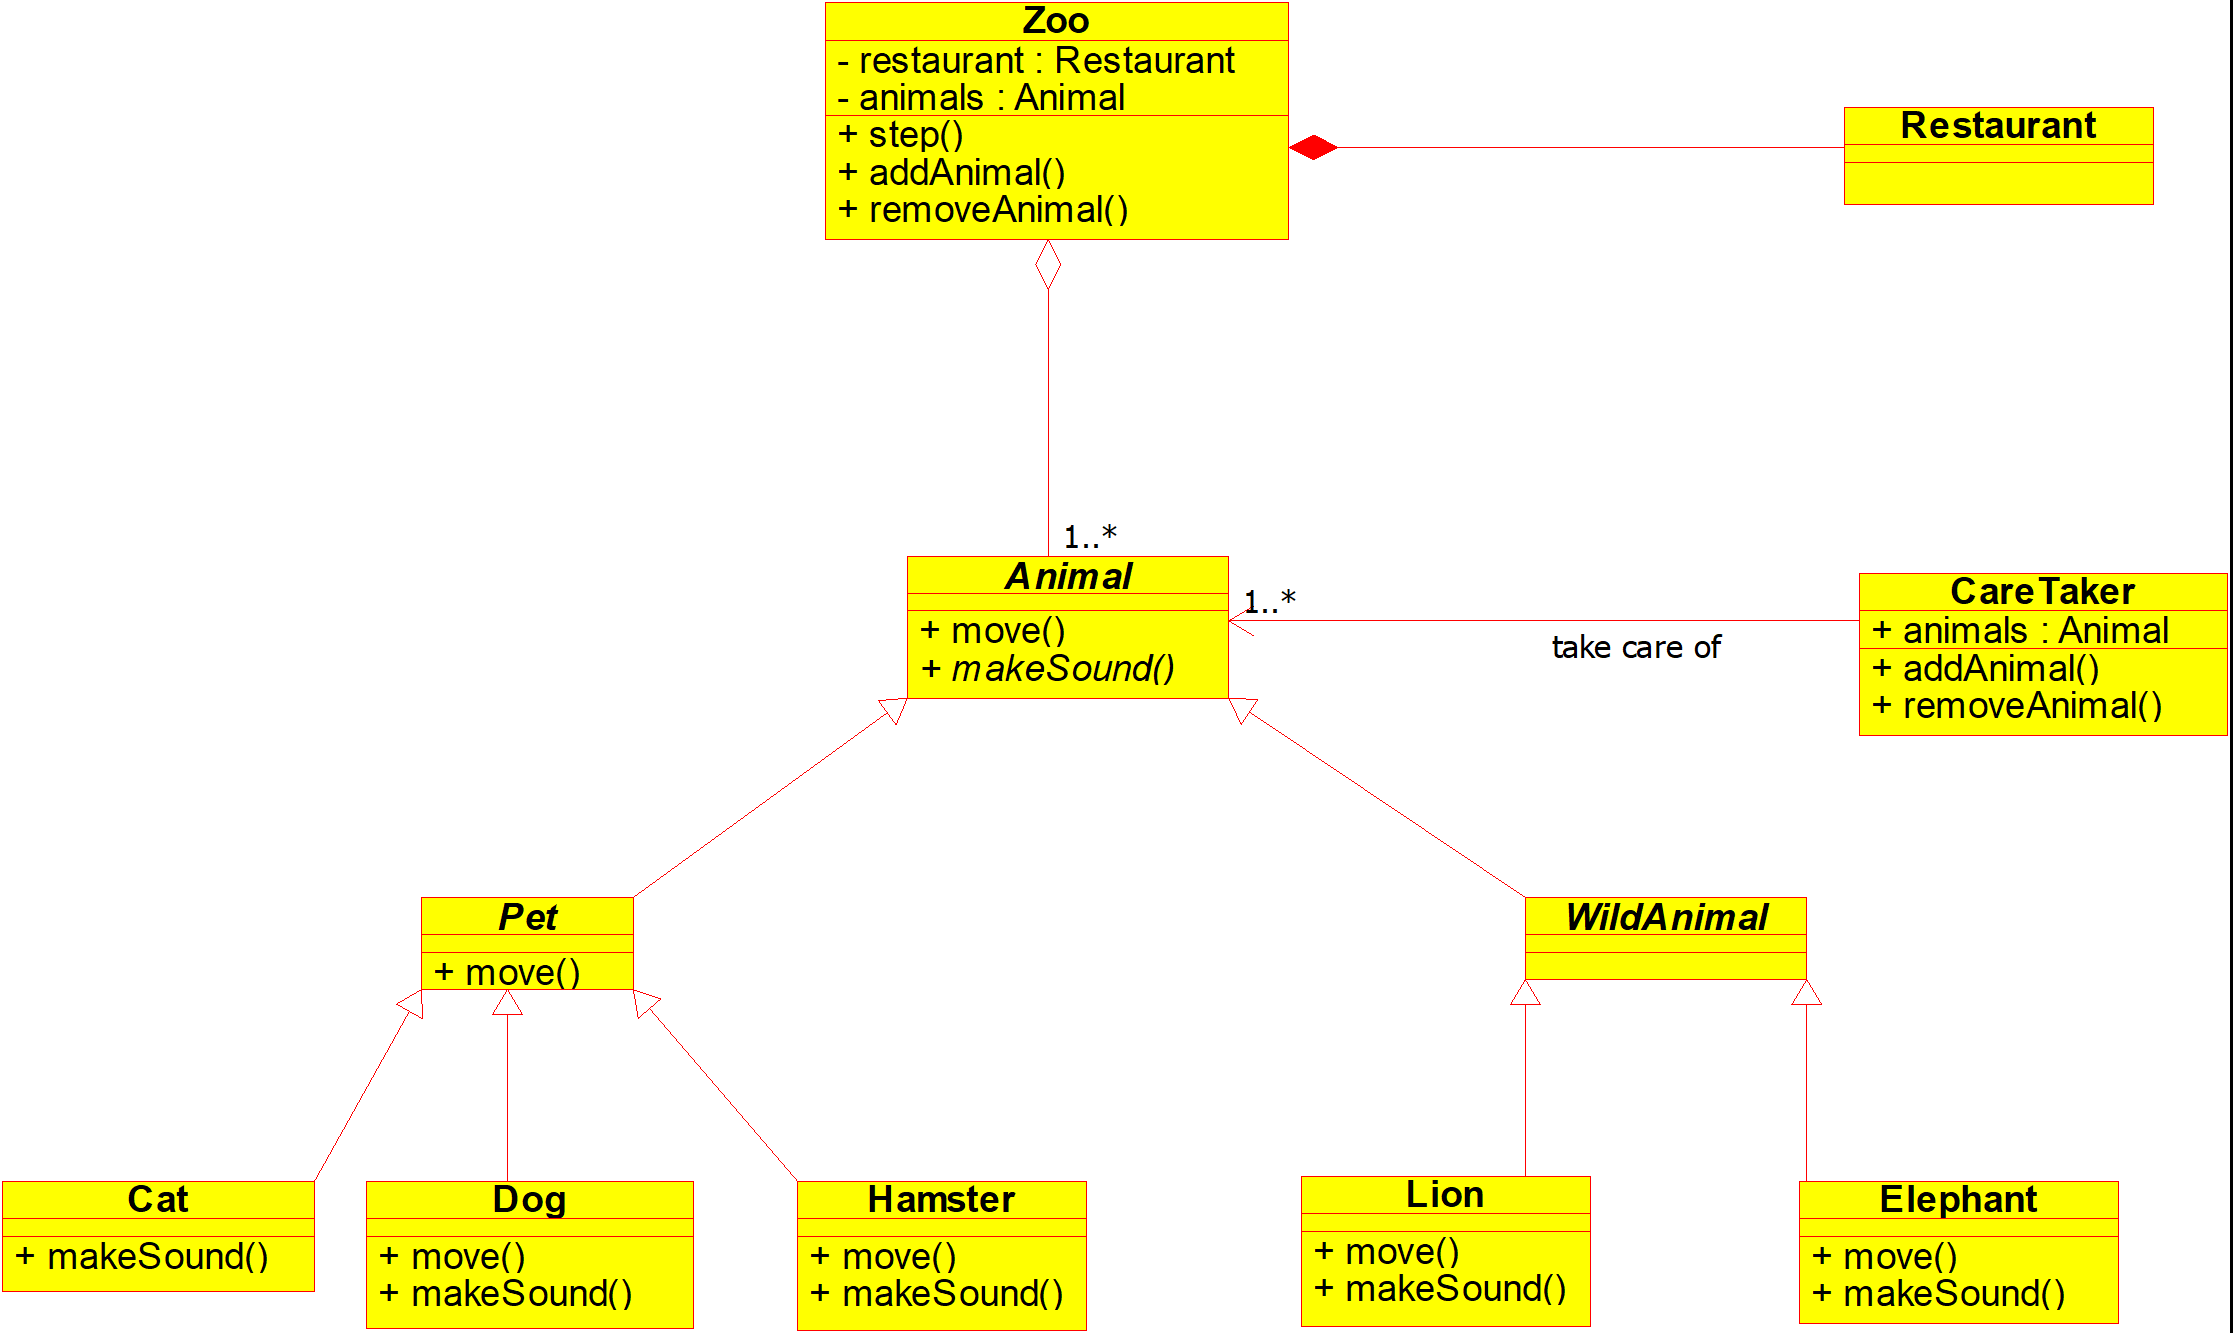 Zoo
- restaurant : Restaurant
- animals : Animal
+ step()
+ addAnimal()
+ removeAnimal()
Restaurant
1..*
Animal
+ move()
+ makeSound()
1..*
take care of
CareTaker
+ animals : Animal
+ addAnimal()
+ removeAnimal()
Pet
+ move()
WildAnimal
Cat
+ makeSound()
Dog
+ move()
+ makeSound()
Hamster
+ move()
+ makeSound()
Lion
+ move()
+ makeSound()
Elephant
+ move()
+ makeSound()